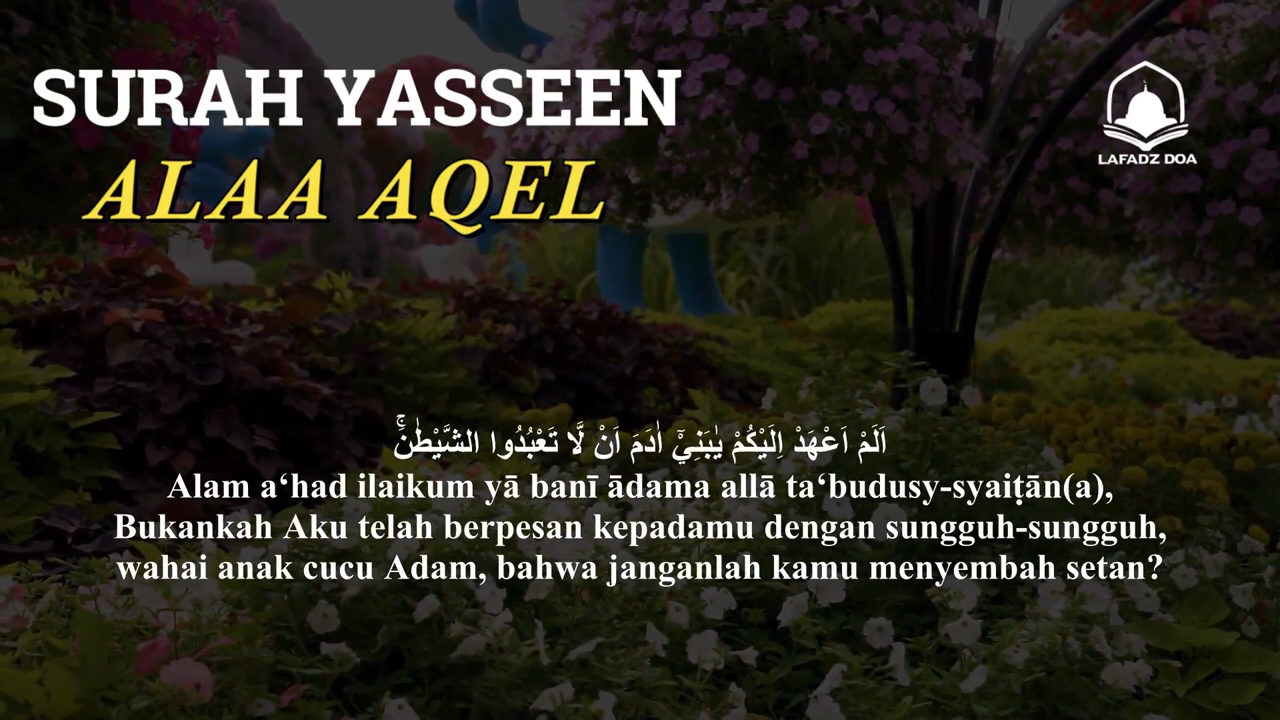 SURAH YASSEEN
ALAA AQEL
LAFADZ DOA
اَلَمْ اَعْهَدْ اِلَيْكُمْ يٰبَنِيْٓ اٰدَمَ اَنْ لَّا تَعْبُدُوا الشَّيْطٰنَۚ
Alam a‘had ilaikum yā banī ādama allā ta‘budusy-syaiṭān(a),
Bukankah Aku telah berpesan kepadamu dengan sungguh-sungguh,
wahai anak cucu Adam, bahwa janganlah kamu menyembah setan?